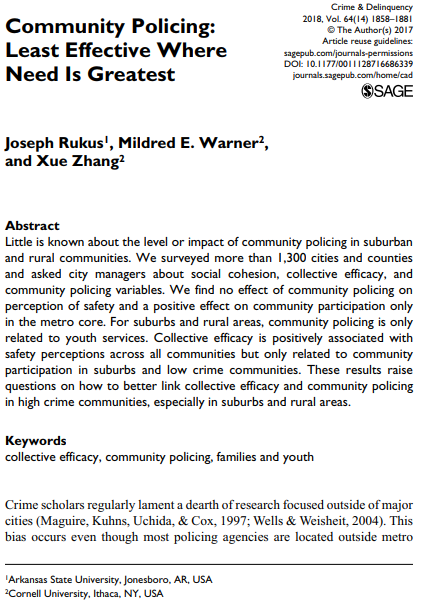 Crime & Delinquency
2018, Vol. 64(14) 1858–1881
© The Author(s) 2017
Article reuse guidelines:
sagepub.com/journals-permissions
DOI: 10.1177/0011128716686339
journals.sagepub.com/home/cad
SAGE
Community Policing:
Least Effective Where
Need Is Greatest
Joseph Rukus1, Mildred E. Warner2,
and Xue Zhang2
Abstract
Little is known about the level or impact of community policing in suburban
and rural communities. We surveyed more than 1,300 cities and counties
and asked city managers about social cohesion, collective efficacy, and
community policing variables. We find no effect of community policing on
perception of safety and a positive effect on community participation only
in the metro core. For suburbs and rural areas, community policing is only
related to youth services. Collective efficacy is positively associated with
safety perceptions across all communities but only related to community
participation in suburbs and low crime communities. These results raise
questions on how to better link collective efficacy and community policing
in high crime communities, especially in suburbs and rural areas.
Keywords
collective efficacy, community policing, families and youth
Crime scholars regularly lament a dearth of research focused outside of major
cities (Maguire, Kuhns, Uchida, & Cox, 1997; Wells & Weisheit, 2004). This
bias occurs even though most policing agencies are located outside metro
1Arkansas State University, Jonesboro, AR, USA
2Cornell University, Ithaca, NY, USA